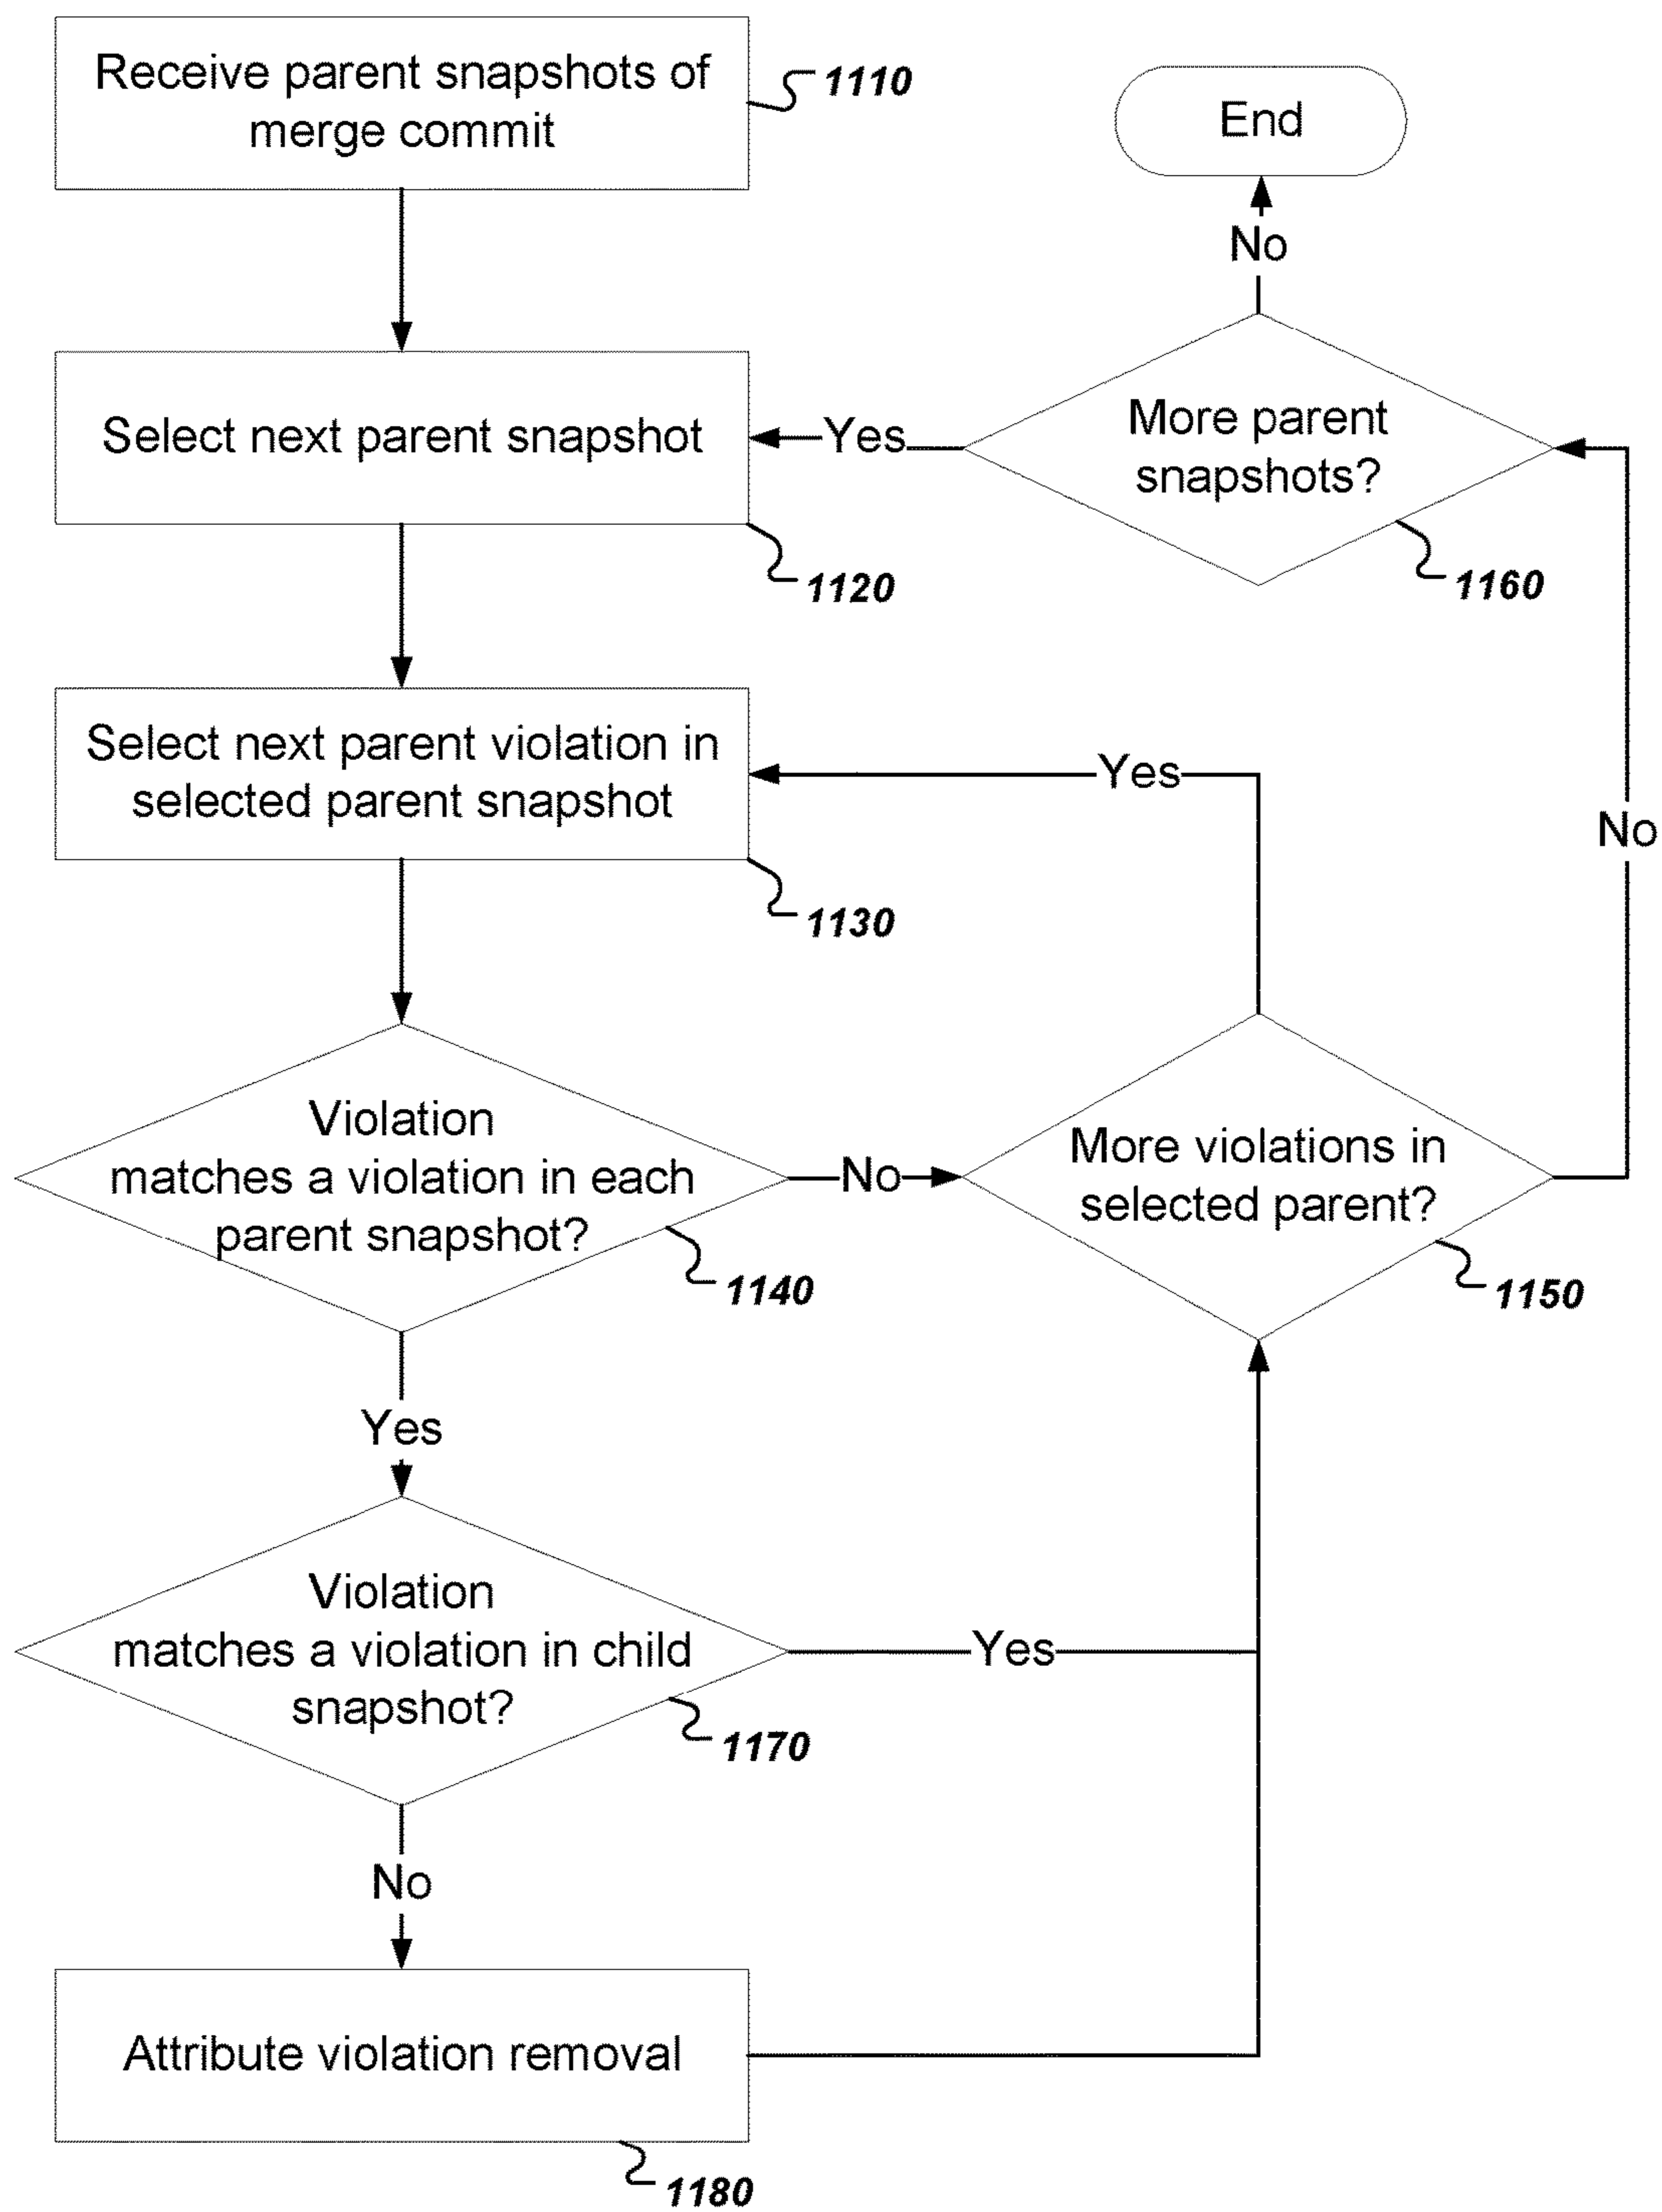 Receive parent snapshots of
merge commit
1110
End
No
Select next parent snapshot
Yes
More parent
snapshots?
1120
1160
Select next parent violation in
selected parent snapshot
Yes
No
1130
Violation
matches a violation in each
parent snapshot?
No
More violations in
selected parent?
1140
1150
Yes
Violation
matches a violation in child
snapshot?
Yes
1170
No
Attribute violation removal
1180